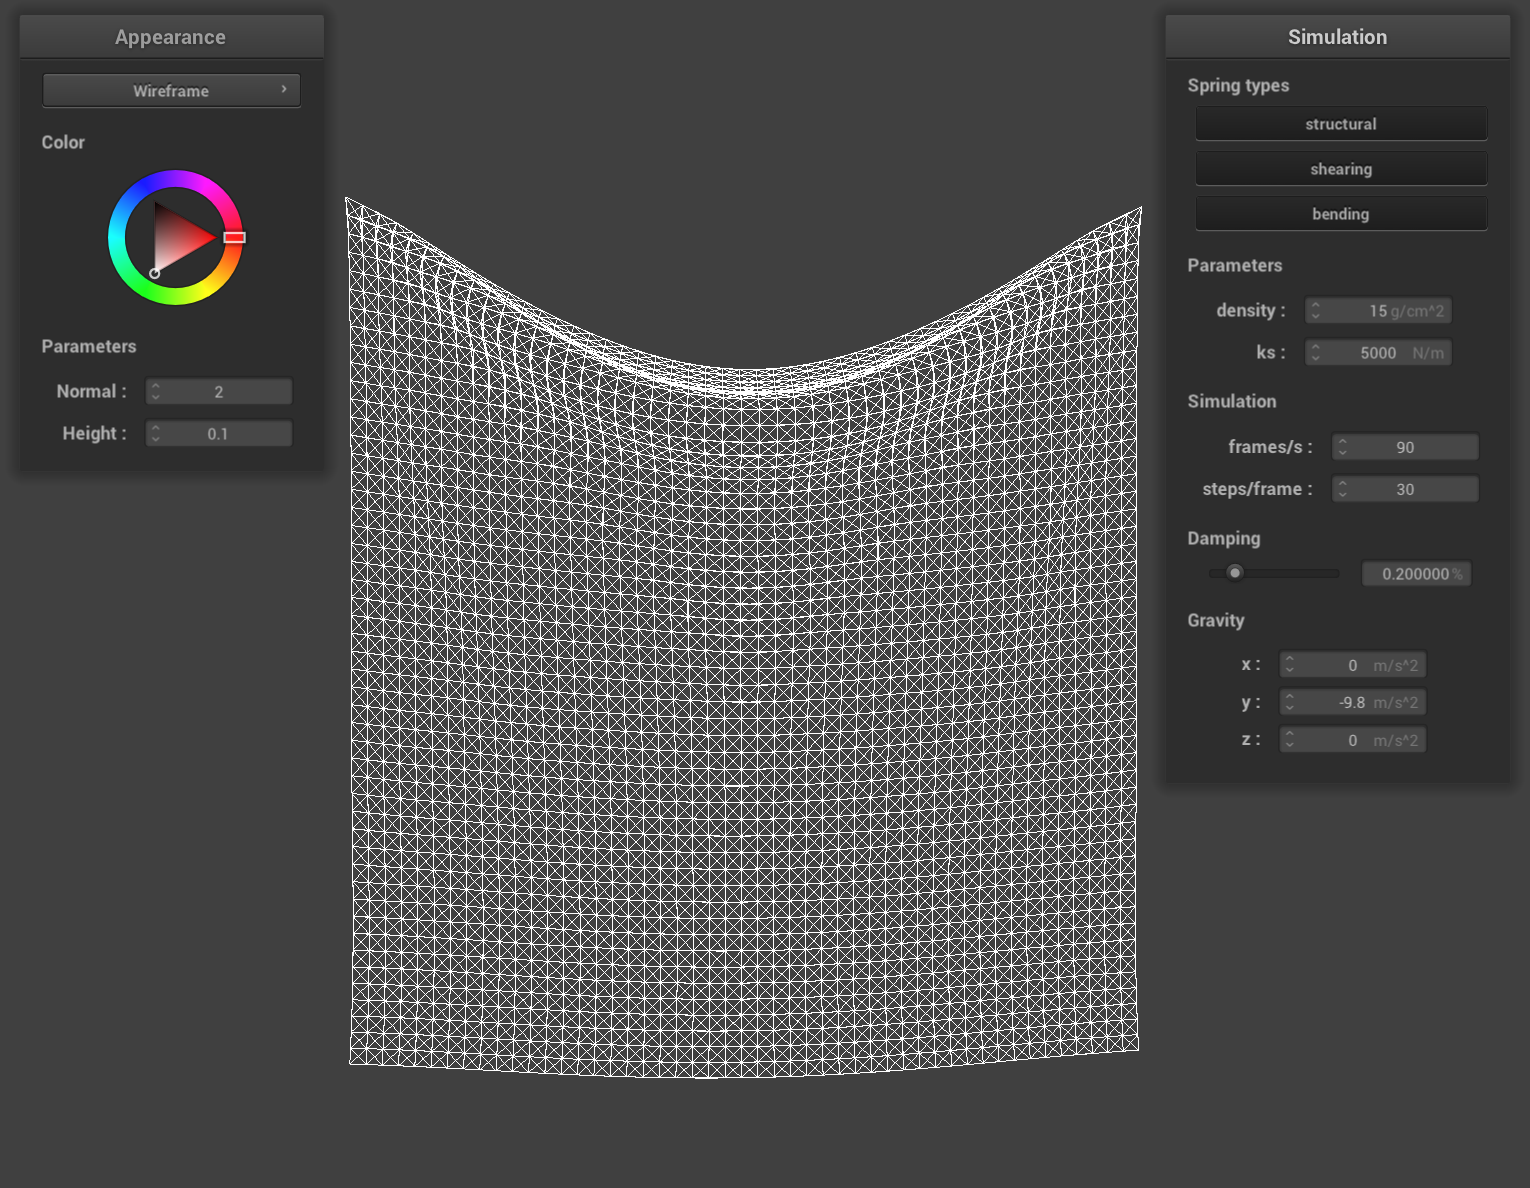 Appearance
Wireframe
Color
Parameters
Normal : 2
Height : 0.1
Simulation
Spring types
structural
shearing
bending
Parameters
density : 15 g/cm^2
ks : 5000 N/m
Simulation
frames/s : 90
steps/frame : 30
Damping
0.200000 %
Gravity
x : 0 m/s^2
y : -9.8 m/s^2
z : 0 m/s^2